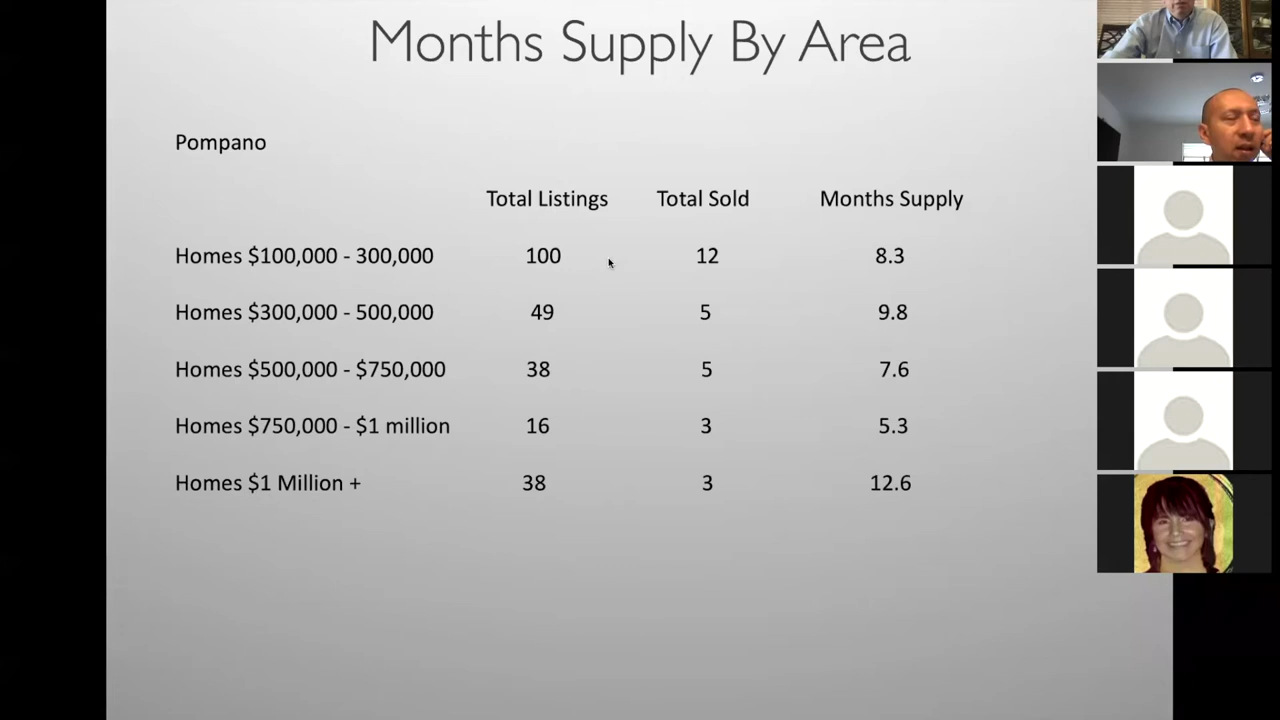 Months Supply By Area
Pompano
Total Listings Total Sold Months Supply
Homes $100,000 - 300,000 100 12 8.3
Homes $300,000 - 500,000 49 5 9.8
Homes $500,000 - $750,000 38 5 7.6
Homes $750,000 - $1 million 16 3 5.3
Homes $1 Million + 38 3 12.6